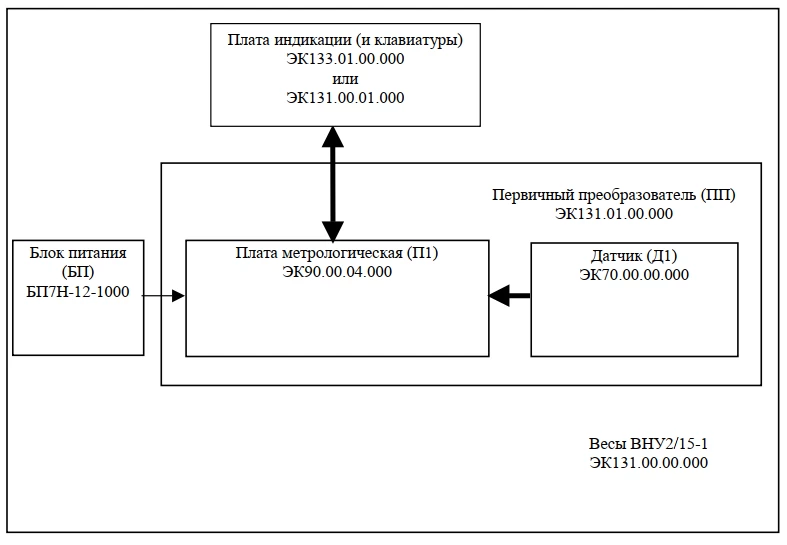 Плата индикации (и клавиатуры)
ЭК133.01.00.000
или
ЭК131.00.01.000
Первичный преобразователь (ПП)
ЭК131.01.00.000
Блок питания
(БП)
БП7Н-12-1000
Плата метрологическая (П1)
ЭК90.00.04.000
Датчик (Д1)
ЭК70.00.00.000
Весы ВНУ2/15-1
ЭК131.00.00.000